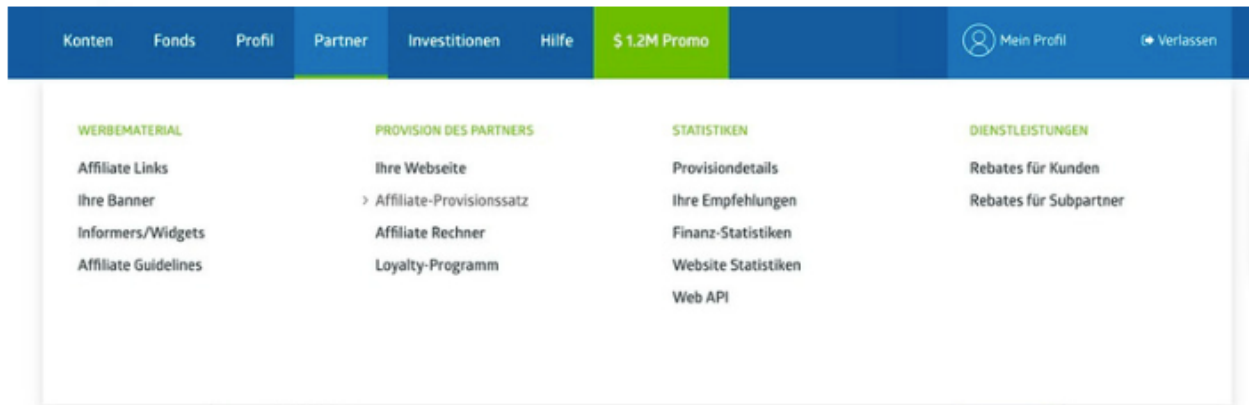 Konten Fonds Profil Partner Investitionen Hilfe $ 1.2M Promo Mein Profil Verlassen
WERBEMATERIAL
Affiliate Links
Ihre Banner
Informers/Widgets
Affiliate Guidelines
PROVISION DES PARTNERS
Ihre Webseite
> Affiliate-Provisionssatz
Affiliate Rechner
Loyalty-Programm
STATISTIKEN
Provisiondetails
Ihre Empfehlungen
Finanz-Statistiken
Website Statistiken
Web API
DIENSTLEISTUNGEN
Rebates für Kunden
Rebates für Subpartner